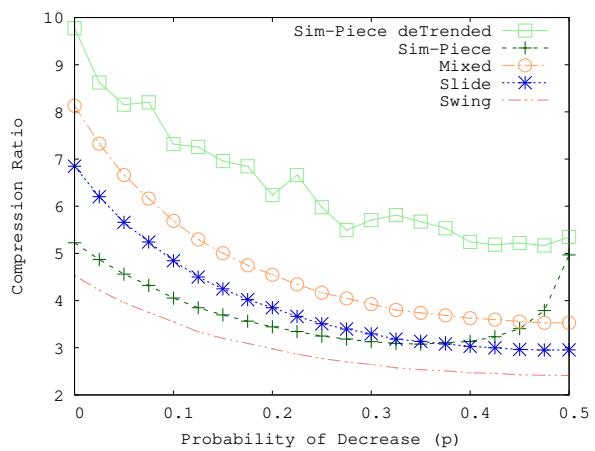 Sim-Piece deTrended
Sim-Piece
Mixed
Slide
Swing
10
9
8
7
6
5
4
3
2
Compression Ratio
0 0.1 0.2 0.3 0.4 0.5
Probability of Decrease (p)